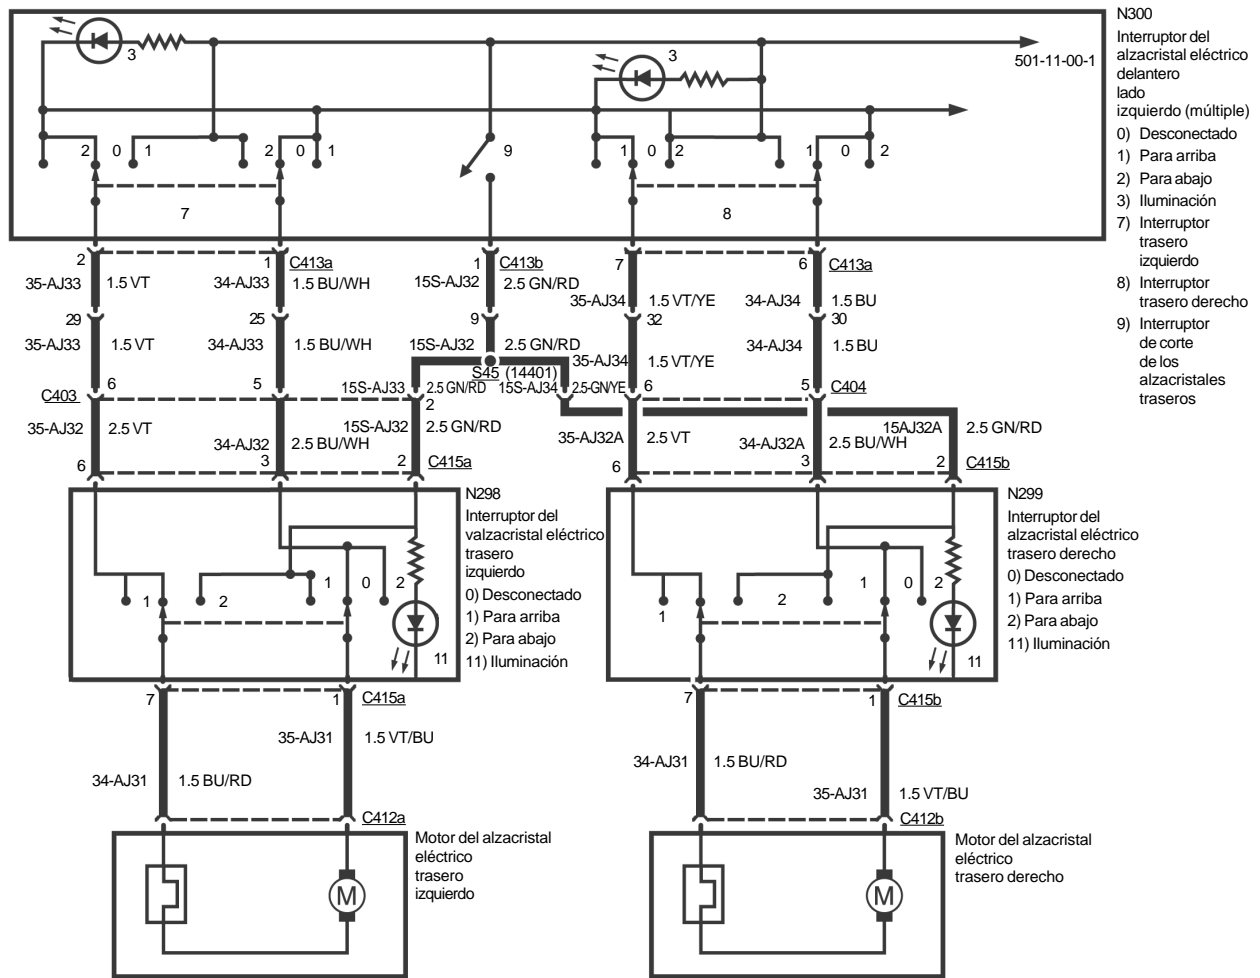 N300
Interruptor del
alzacristal eléctrico
delantero
lado
izquierdo (múltiple)
0) Desconectado
1) Para arriba
2) Para abajo
3) Iluminación
7) Interruptor
trasero
izquierdo
8) Interruptor
trasero derecho
9) Interruptor
de corte
de los
alzacristales
traseros
3
3
501-11-00-1
2 0 1 2 0 1 9 1 0 2 1 0 2
7 8
2 1 C413a 1 C413b 7 6 C413a
35-AJ33 1.5 VT 34-AJ33 1.5 BU/WH 15S-AJ32 2.5 GN/RD 35-AJ34 1.5 VT/YE 34-AJ34 1.5 BU
29 25 9 32 30
35-AJ33 1.5 VT 34-AJ33 1.5 BU/WH 15S-AJ32 2.5 GN/RD 35-AJ34 1.5 VT/YE 34-AJ34 1.5 BU
S45 (14401)
6 5 15S-AJ33 2.5 GN/RD 15S-AJ34 2.5-GN/YE 6 5 C404
C403 2
35-AJ32 2.5 VT 34-AJ32 2.5 BU/WH 15S-AJ32 2.5 GN/RD 35-AJ32A 2.5 VT 34-AJ32A 2.5 BU/WH 15AJ32A 2.5 GN/RD
6 3 2 C415a 6 3 2 C415b
N298
Interruptor del
valzacristal eléctrico
trasero
izquierdo
0) Desconectado
1) Para arriba
2) Para abajo
11) Iluminación
N299
Interruptor del
alzacristal eléctrico
trasero derecho
0) Desconectado
1) Para arriba
2) Para abajo
11) Iluminación
1 2 1 0 2 1 2 1 0 2
11 11
7 1 C415a 7 1 C415b
35-AJ31 1.5 VT/BU
34-AJ31 1.5 BU/RD 34-AJ31 1.5 BU/RD
35-AJ31 1.5 VT/BU
C412a C412b
Motor del alzacristal
eléctrico
trasero
izquierdo
Motor del alzacristal
eléctrico
trasero derecho
M M